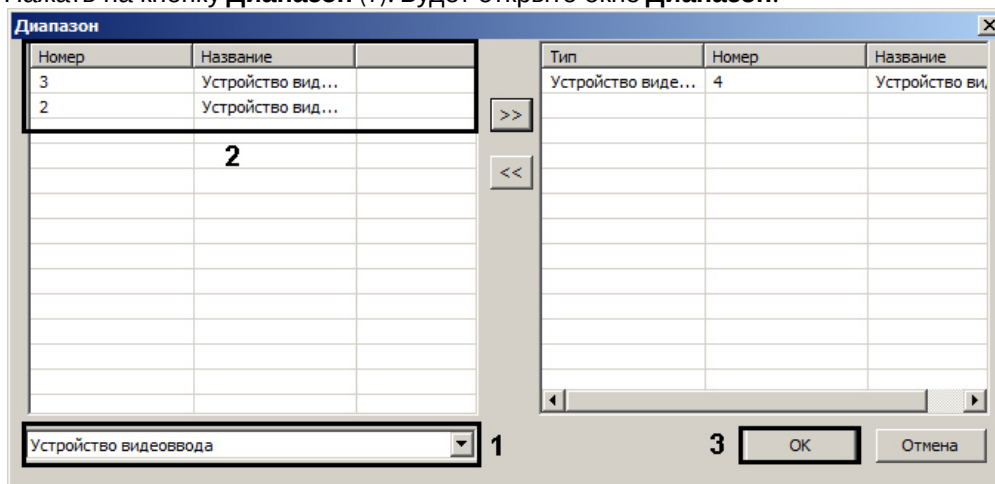 Нажать на кнопку Диапазон (7). Будет открыто окно Диапазон.
Диапазон
Номер Название
3 Устройство вид...
2 Устройство вид...
2
>>
<<
Тип Номер Название
Устройство виде... 4 Устройство ви
Устройство видеоввода
1
3
OK
Отмена